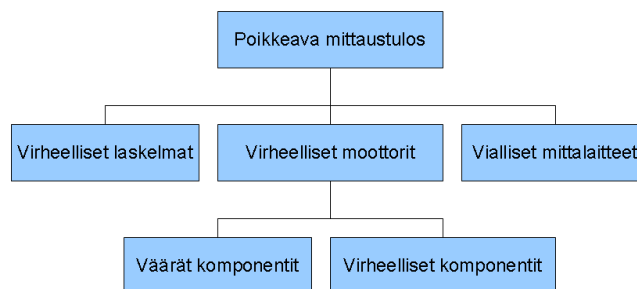 Poikkeava mittaustulos
Virheelliset laskelmat
Virheelliset moottorit
Vialliset mittalaitteet
Väärät komponentit
Virheelliset komponentit